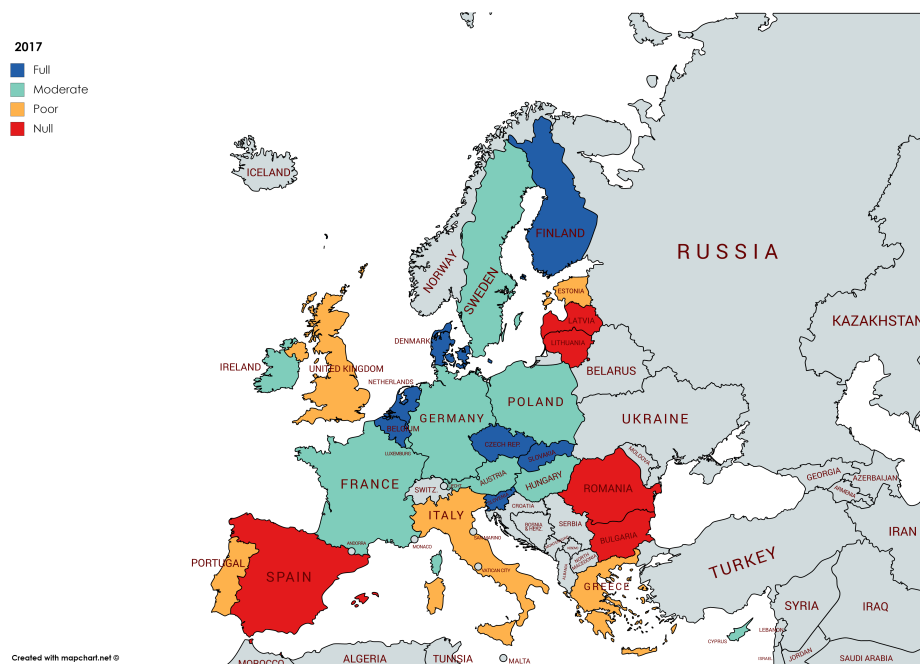 2017
Full
Moderate
Poor
Null
ICELAND
NORWAY
SWEDEN
FINLAND
RUSSIA
ESTONIA
LATVIA
LITHUANIA
KAZAKHSTAN
DENMARK
IRELAND
UNITED KINGDOM
NETHERLANDS
BELGIUM
LUXEMBURG
GERMANY
POLAND
BELARUS
UKRAINE
CZECH REP.
SLOVAKIA
AUSTRIA
HUNGARY
MOLDOVA
FRANCE
SWITZ.
ITALY
CROATIA
BOSNIA
& HERZ.
SERBIA
ROMANIA
BULGARIA
GEORGIA
ARMENIA
AZERBAIJAN
ANDORRA
MONACO
SAN MARINO
VATICAN CITY
NORTH
MACEDONIA
ALBANIA
GREECE
TURKEY
PORTUGAL
SPAIN
IRAN
SYRIA
IRAQ
CYPRUS
LEBANON
ISRAEL
JORDAN
SAUDI ARABIA
MOROCCO
ALGERIA
TUNISIA
MALTA
Created with mapchart.net ©